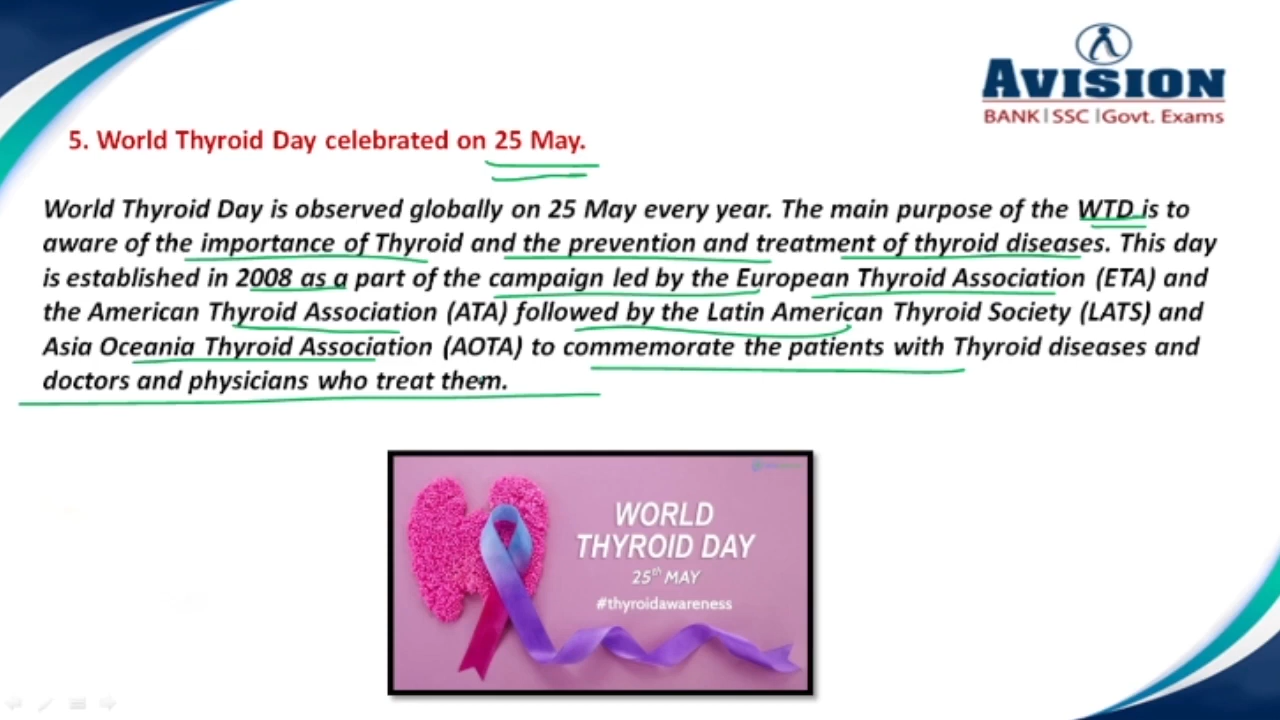 AVISION
BANK | SSC | Govt. Exams
5. World Thyroid Day celebrated on 25 May.
World Thyroid Day is observed globally on 25 May every year. The main purpose of the WTD is to
aware of the importance of Thyroid and the prevention and treatment of thyroid diseases. This day
is established in 2008 as a part of the campaign led by the European Thyroid Association (ETA) and
the American Thyroid Association (ATA) followed by the Latin American Thyroid Society (LATS) and
Asia Oceania Thyroid Association (AOTA) to commemorate the patients with Thyroid diseases and
doctors and physicians who treat them.
WORLD
THYROID DAY
25th MAY
#thyroidawareness